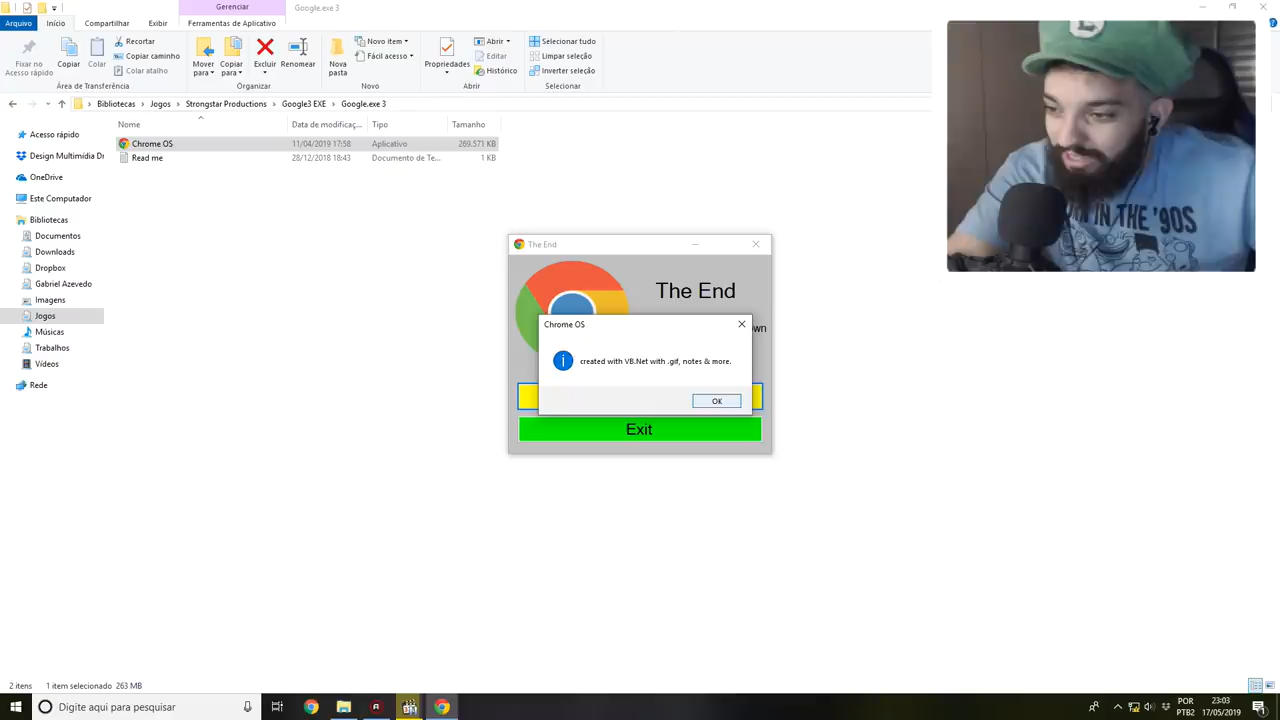 Gerenciar
Google.exe 3
Arquivo
Início
Compartilhar
Exibir
Ferramentas de Aplicativo
Fixar no
Acesso rápido
Copiar
Colar
Recortar
Copiar caminho
Colar atalho
Área de Transferência
Mover
para
Copiar
para
Excluir
Renomear
Organizar
Nova
pasta
Novo item
Fácil acesso
Novo
Propriedades
Abrir
Editar
Histórico
Abrir
Selecionar tudo
Limpar seleção
Inverter seleção
Selecionar
Bibliotecas
Jogos
Strongstar Productions
Google3 EXE
Google.exe 3
Nome
Data de modificaç...
Tipo
Tamanho
Chrome OS
11/04/2019 17:58
Aplicativo
269.571 KB
Read me
28/12/2018 18:43
Documento de Te...
1 KB
Acesso rápido
Design Multimídia Dr
OneDrive
Este Computador
Bibliotecas
Documentos
Downloads
Dropbox
Gabriel Azevedo
Imagens
Jogos
Músicas
Trabalhos
Vídeos
Rede
The End
The End
own
Chrome OS
created with VB.Net with .gif, notes & more.
OK
Exit
L
IN THE '90S
2 itens
1 item selecionado 263 MB
Digite aqui para pesquisar
POR
PTB2
23:03
17/05/2019
1